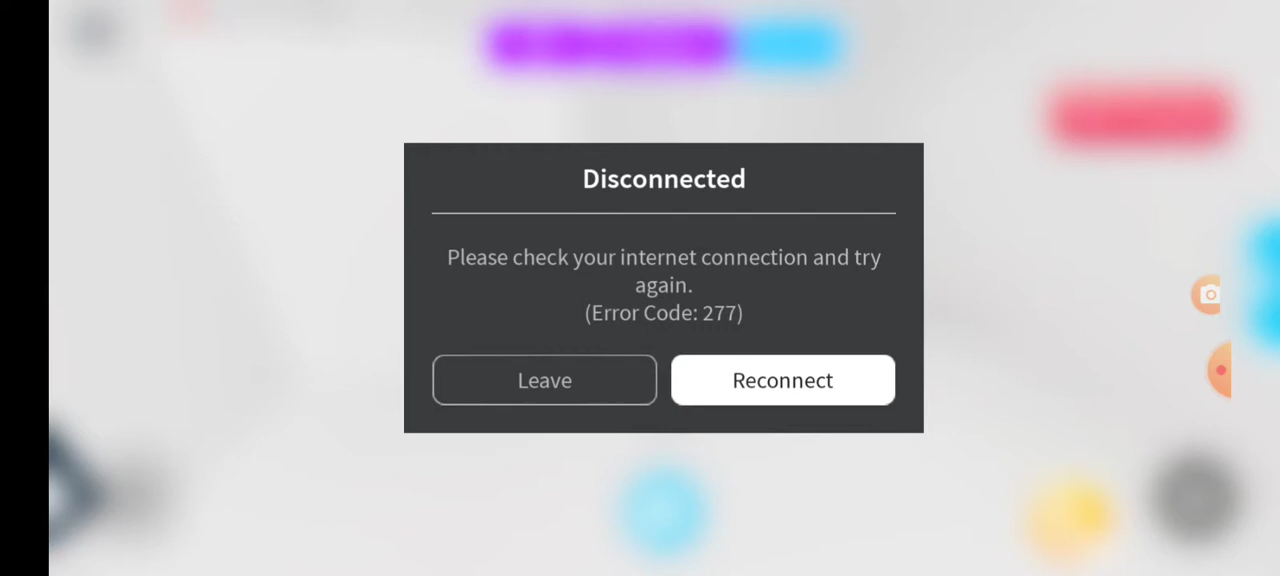 Disconnected
Please check your internet connection and try
again.
(Error Code: 277)
Leave
Reconnect